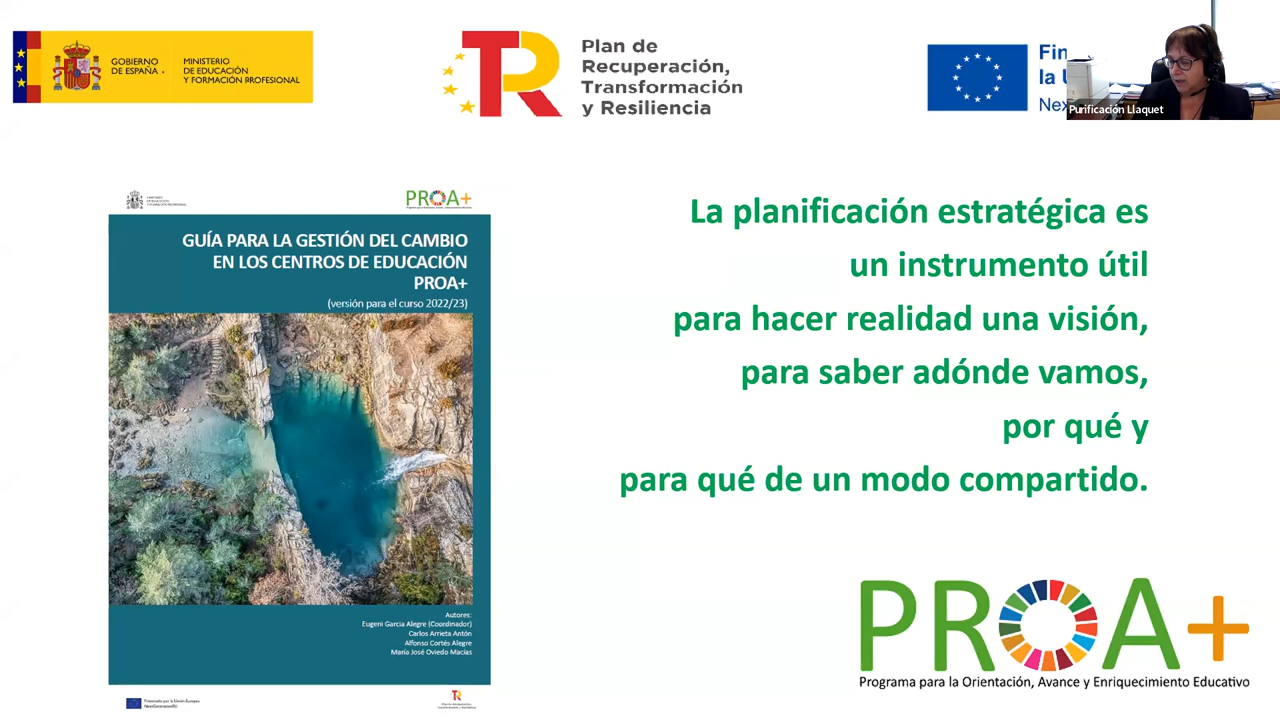 GOBIERNO
DE ESPAÑA
MINISTERIO
DE EDUCACIÓN
Y FORMACIÓN PROFESIONAL
Plan de
Recuperación,
Transformación
y Resiliencia
Purificación Llaquet
PROA+
GUÍA PARA LA GESTIÓN DEL CAMBIO
EN LOS CENTROS DE EDUCACIÓN
PROA+
(versión para el curso 2022/23)
Autores:
Eugeni Garcia Alegre (Coordinador)
Carlos Arrieta Antón
Alfonso Cortés Alegre
María José Oviedo Macías
La planificación estratégica es
un instrumento útil
para hacer realidad una visión,
para saber adónde vamos,
por qué y
para qué de un modo compartido.
PROA+
Programa para la Orientación, Avance y Enriquecimiento Educativo